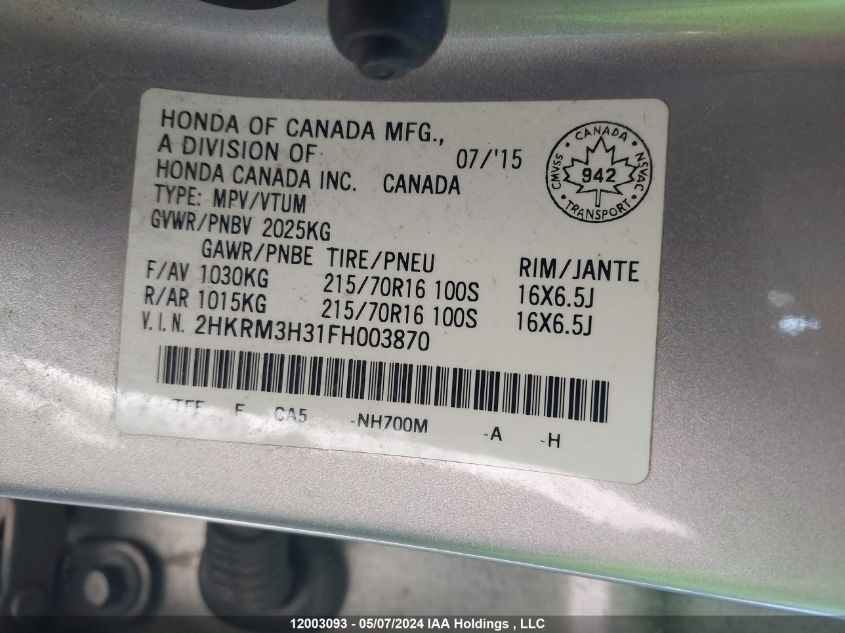 HONDA OF CANADA MFG.,
A DIVISION OF 07/'15
HONDA CANADA INC. CANADA
TYPE: MPV/VTUM
GVWR/PNBV 2025KG
GAWR/PNBE TIRE/PNEU RIM/JANTE
F/AV 1030KG 215/70R16 100S 16X6.5J
R/AR 1015KG 215/70R16 100S 16X6.5J
V.I.N. 2HKRM3H31FH003870
CANADA
CMVSS 942 NSVAC
TRANSPORT
F CA5 -NH700M -A -H
12003093 - 05/07/2024 IAA Holdings , LLC